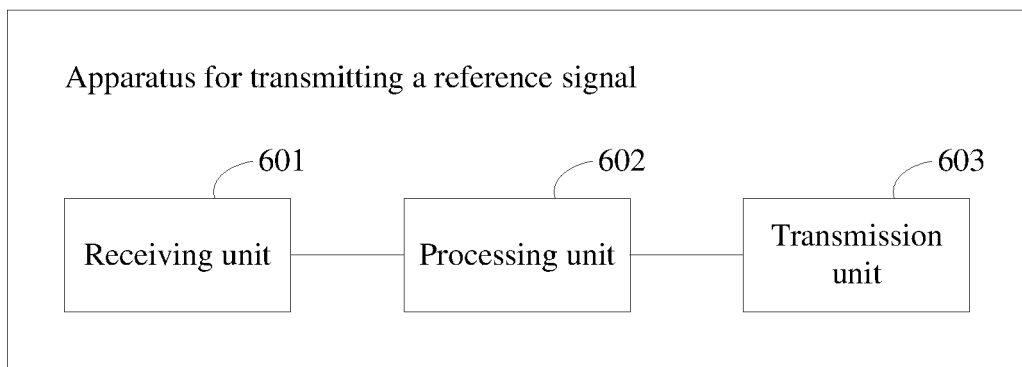 Apparatus for transmitting a reference signal
601
602
603
Receiving unit
Processing unit
Transmission
unit